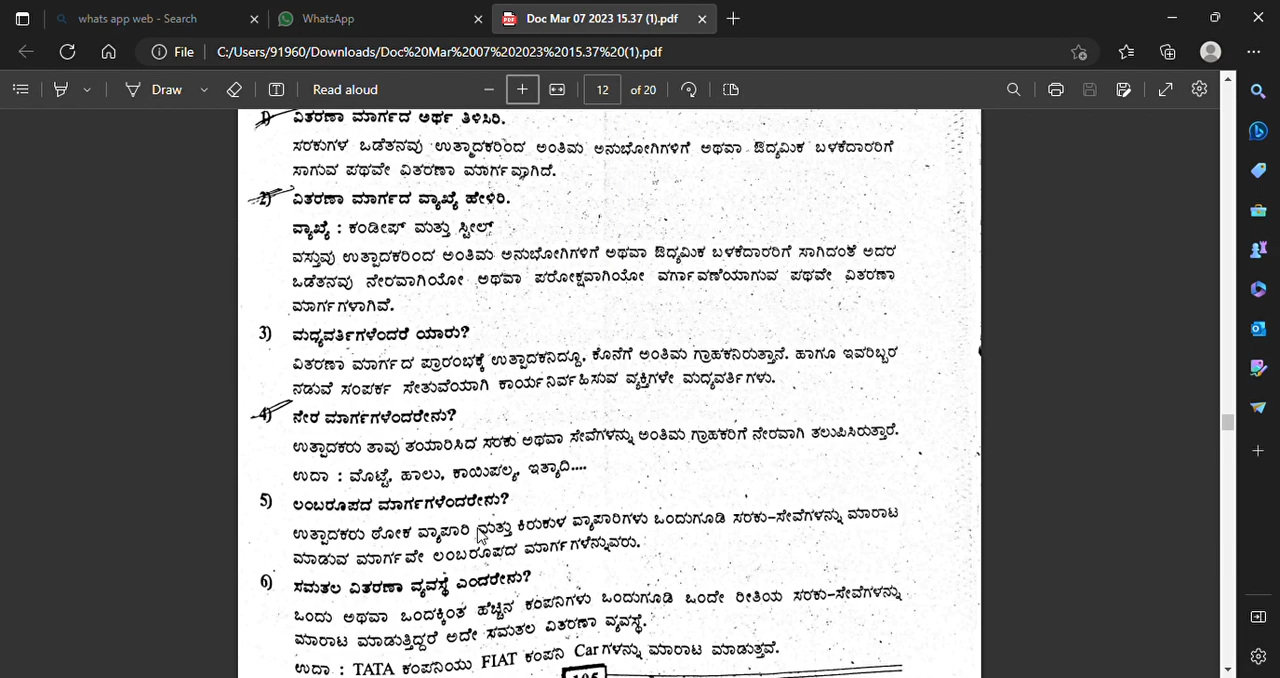 whats app web - Search
WhatsApp
Doc Mar 07 2023 15.37 (1).pdf
File
C:/Users/91960/Downloads/Doc%20Mar%2007%202023%2015.37%20(1).pdf
Draw
Read aloud
12 of 20
1) ವಿತರಣಾ ಮಾರ್ಗದ ಅರ್ಥ ತಿಳಿಸಿರಿ.
ಸರಕುಗಳ ಒಡೆತನವು ಉತ್ಪಾದಕರಿಂದ ಅಂತಿಮ ಅನುಭೋಗಿಗಳಿಗೆ ಅಥವಾ ಔದ್ಯಮಿಕ ಬಳಕೆದಾರರಿಗೆ
ಸಾಗುವ ಪಥವೇ ವಿತರಣಾ ಮಾರ್ಗವಾಗಿದೆ.
2) ವಿತರಣಾ ಮಾರ್ಗದ ವ್ಯಾಖ್ಯೆ ಹೇಳಿರಿ.
ವ್ಯಾಖ್ಯೆ : ಕಂಡೀಫ್ ಮತ್ತು ಸ್ಟೀಲ್
ವಸ್ತುವು ಉತ್ಪಾದಕರಿಂದ ಅಂತಿಮ ಅನುಭೋಗಿಗಳಿಗೆ ಅಥವಾ ಔದ್ಯಮಿಕ ಬಳಕೆದಾರರಿಗೆ ಸಾಗಿದಂತೆ ಅದರ
ಒಡೆತನವು ನೇರವಾಗಿಯೋ ಅಥವಾ ಪರೋಕ್ಷವಾಗಿಯೋ ವರ್ಗಾವಣೆಯಾಗುವ ಪಥವೇ ವಿತರಣಾ
ಮಾರ್ಗಗಳಾಗಿವೆ.
3) ಮಧ್ಯವರ್ತಿಗಳೆಂದರೆ ಯಾರು?
ವಿತರಣಾ ಮಾರ್ಗದ ಪ್ರಾರಂಭಕ್ಕೆ ಉತ್ಪಾದಕನಿದ್ದೂ, ಕೊನೆಗೆ ಅಂತಿಮ ಗ್ರಾಹಕನಿರುತ್ತಾನೆ. ಹಾಗೂ ಇವರಿಬ್ಬರ
ನಡುವೆ ಸಂಪರ್ಕ ಸೇತುವೆಯಾಗಿ ಕಾರ್ಯನಿರ್ವಹಿಸುವ ವ್ಯಕ್ತಿಗಳೇ ಮದ್ಯವರ್ತಿಗಳು.
4) ನೇರ ಮಾರ್ಗಗಳೆಂದರೇನು?
ಉತ್ಪಾದಕರು ತಾವು ತಯಾರಿಸಿದ ಸರಕು ಅಥವಾ ಸೇವೆಗಳನ್ನು ಅಂತಿಮ ಗ್ರಾಹಕರಿಗೆ ನೇರವಾಗಿ ತಲುಪಿಸಿರುತ್ತಾರೆ.
ಉದಾ : ಮೊಟ್ಟೆ, ಹಾಲು, ಕಾಯಿಪಲ್ಯ, ಇತ್ಯಾದಿ....
5) ಲಂಬರೂಪದ ಮಾರ್ಗಗಳೆಂದರೇನು?
ಉತ್ಪಾದಕರು ಠೋಕ ವ್ಯಾಪಾರಿ ಮತ್ತು ಕಿರುಕುಳ ವ್ಯಾಪಾರಿಗಳು ಒಂದುಗೂಡಿ ಸರಕು-ಸೇವೆಗಳನ್ನು ಮಾರಾಟ
ಮಾಡುವ ಮಾರ್ಗವೇ ಲಂಬರೂಪದ ಮಾರ್ಗಗಳೆನ್ನುವರು.
6) ಸಮತಲ ವಿತರಣಾ ವ್ಯವಸ್ಥೆ ಎಂದರೇನು?
ಒಂದು ಅಥವಾ ಒಂದಕ್ಕಿಂತ ಹೆಚ್ಚಿನ ಕಂಪನಿಗಳು ಒಂದುಗೂಡಿ ಒಂದೇ ರೀತಿಯ ಸರಕು-ಸೇವೆಗಳನ್ನು
ಮಾರಾಟ ಮಾಡುತ್ತಿದ್ದರೆ ಅದೇ ಸಮತಲ ವಿತರಣಾ ವ್ಯವಸ್ಥೆ.
ಉದಾ : TATA ಕಂಪನಿಯು FIAT ಕಂಪನಿ Car ಗಳನ್ನು ಮಾರಾಟ ಮಾಡುತ್ತವೆ.